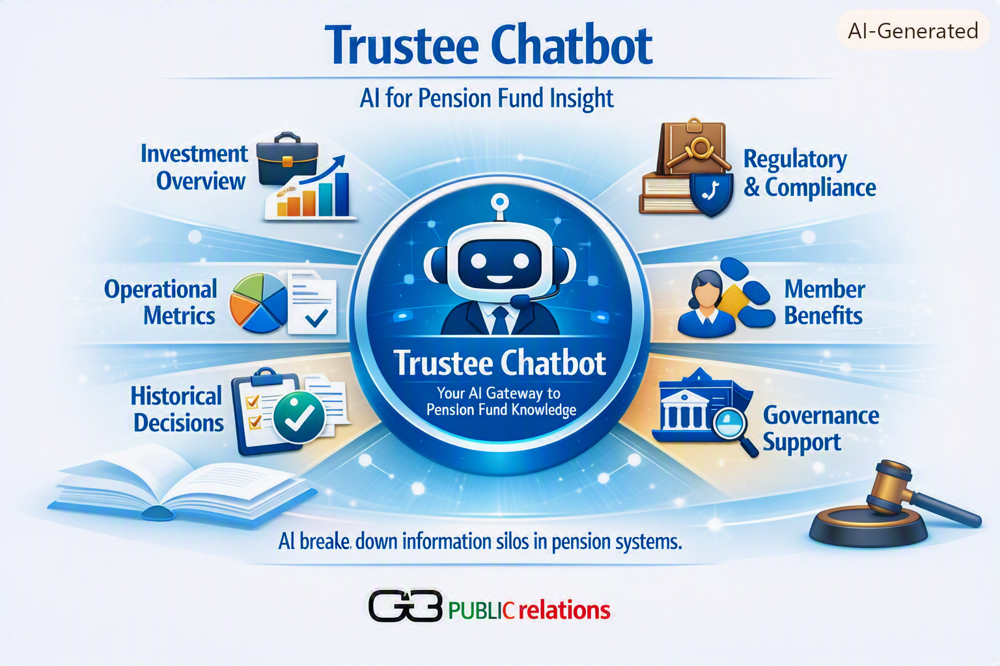 AI-Generated
Trustee Chatbot
AI for Pension Fund Insight
Investment
Overview
Regulatory
& Compliance
Operational
Metrics
Member
Benefits
Historical
Decisions
Governance
Support
Trustee Chatbot
Your AI Gateway to
Pension Fund Knowledge
AI breake. down information silos in pension systems.
G3 PUBLIC relations